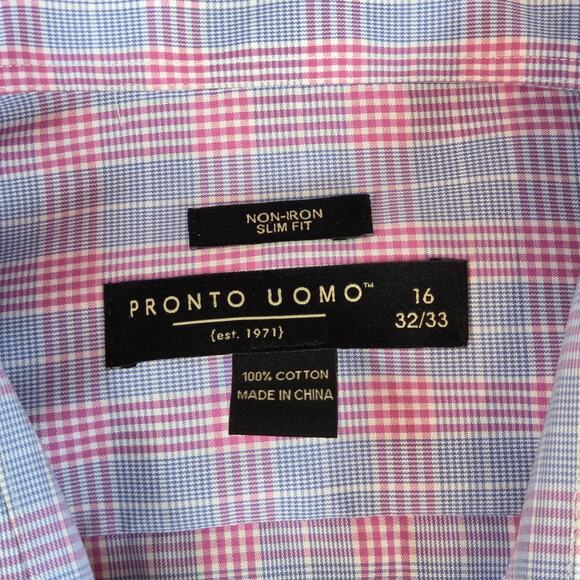 NON-IRON
SLIM FIT
PRONTO UOMO™ 16
{est. 1971} 32/33
100% COTTON
MADE IN CHINA